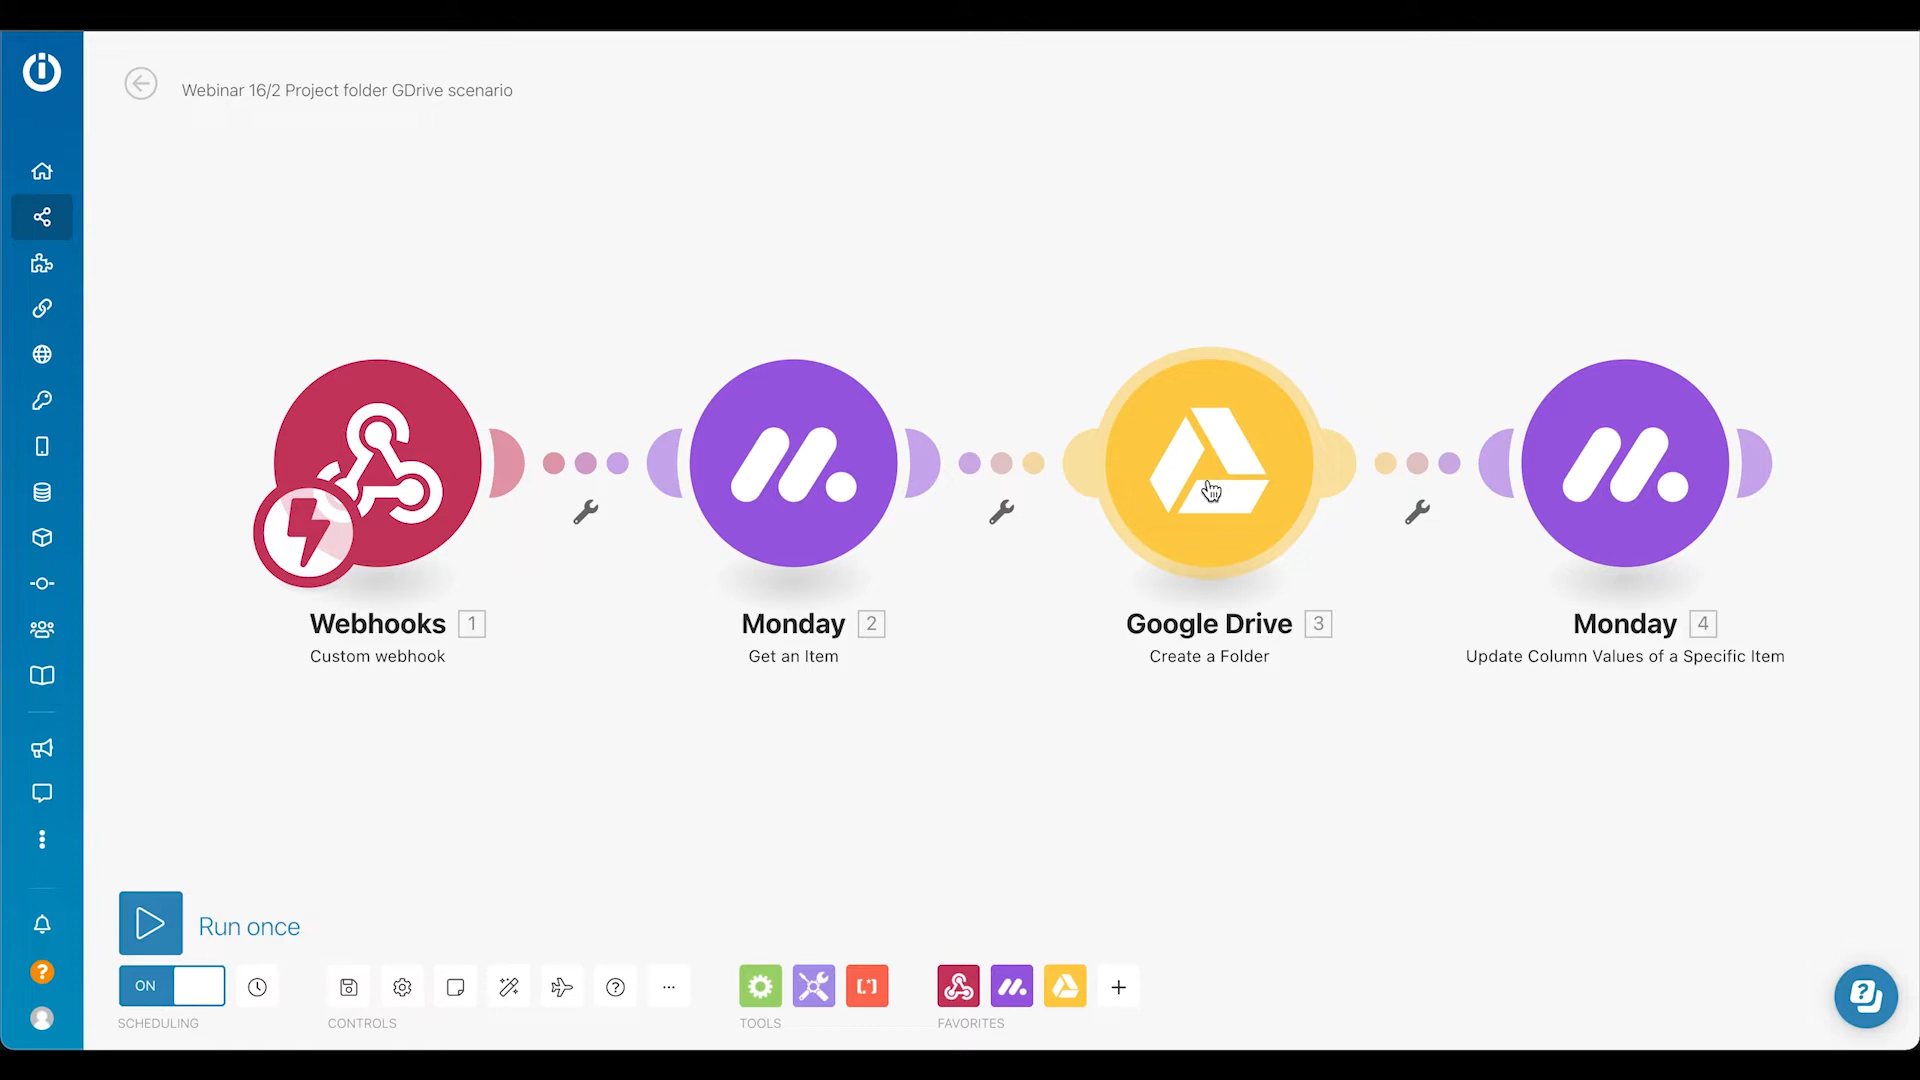 Webinar 16/2 Project folder GDrive scenario
Webhooks 1
Custom webhook
Monday 2
Get an Item
Google Drive 3
Create a Folder
Monday 4
Update Column Values of a Specific Item
Run once
ON
SCHEDULING
CONTROLS
TOOLS
FAVORITES